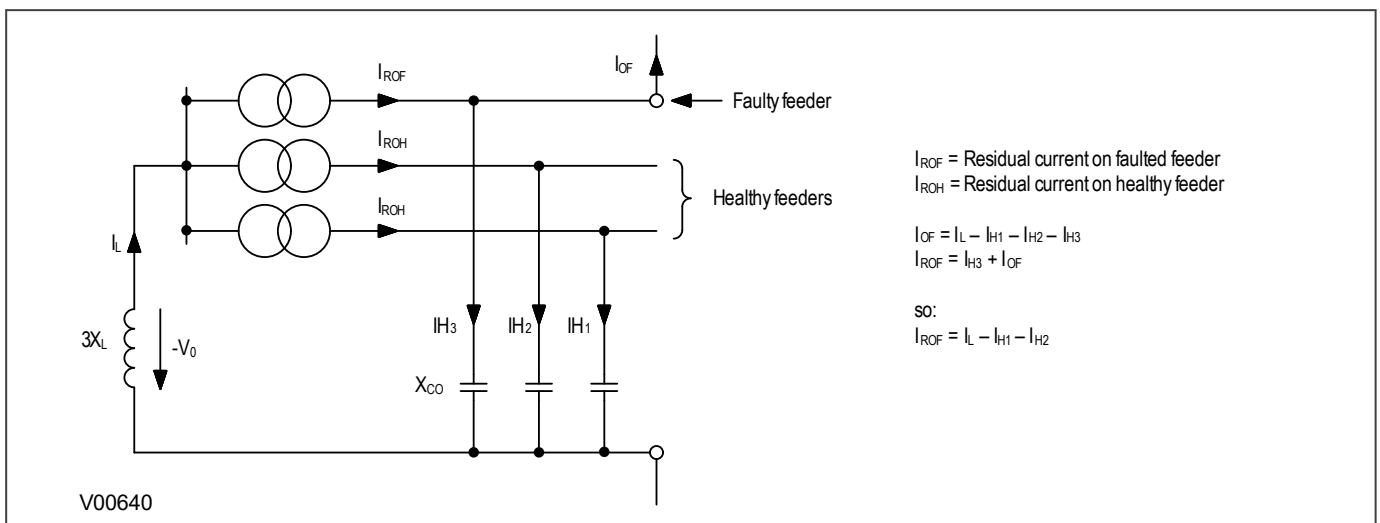 IOF
IROF
Faulty feeder
IROH
Healthy feeders
IROH
IL
3XL
-V0
IH3
IH2
IH1
XCO
IROF = Residual current on faulted feeder
IROH = Residual current on healthy feeder
IOF = IL – IH1 – IH2 – IH3
IROF = IH3 + IOF
so:
IROF = IL – IH1 – IH2
V00640